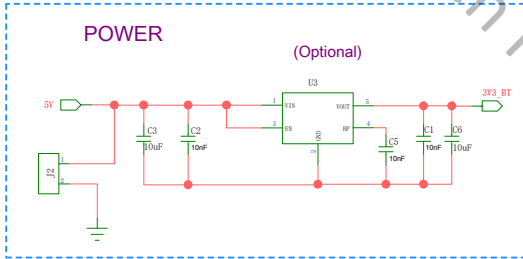 POWER
(Optional)
U3
5V
1
VIN
VOUT
5
3V3_BT
3
EN
BP
4
GND
2
C3
10uF
C2
10nF
C5
10nF
C1
10nF
C6
10uF
J2
1
2